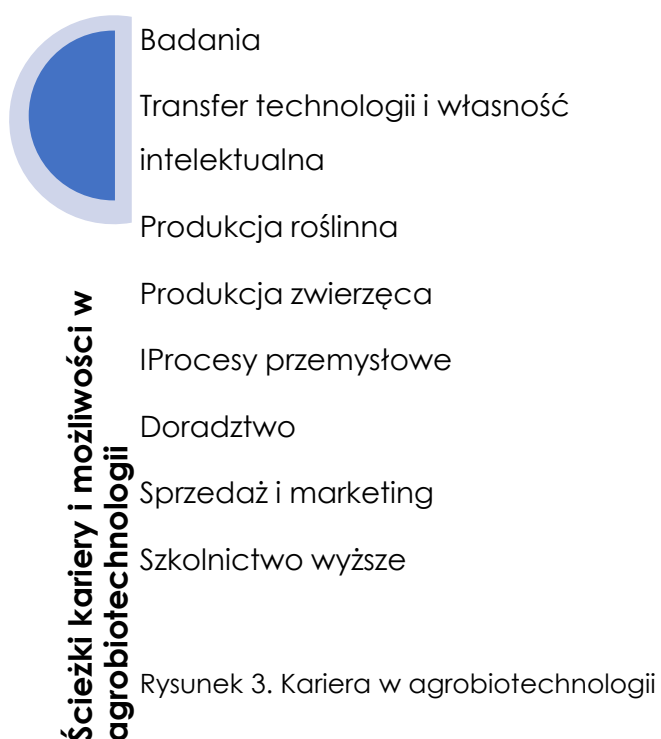 Badania
Transfer technologii i własność
intelektualna
Produkcja roślinna
Produkcja zwierzęca
IProcesy przemysłowe
Doradztwo
Sprzedaż i marketing
Szkolnictwo wyższe
Ścieżki kariery i możliwości w
agrobiotechnologii
Rysunek 3. Kariera w agrobiotechnologii